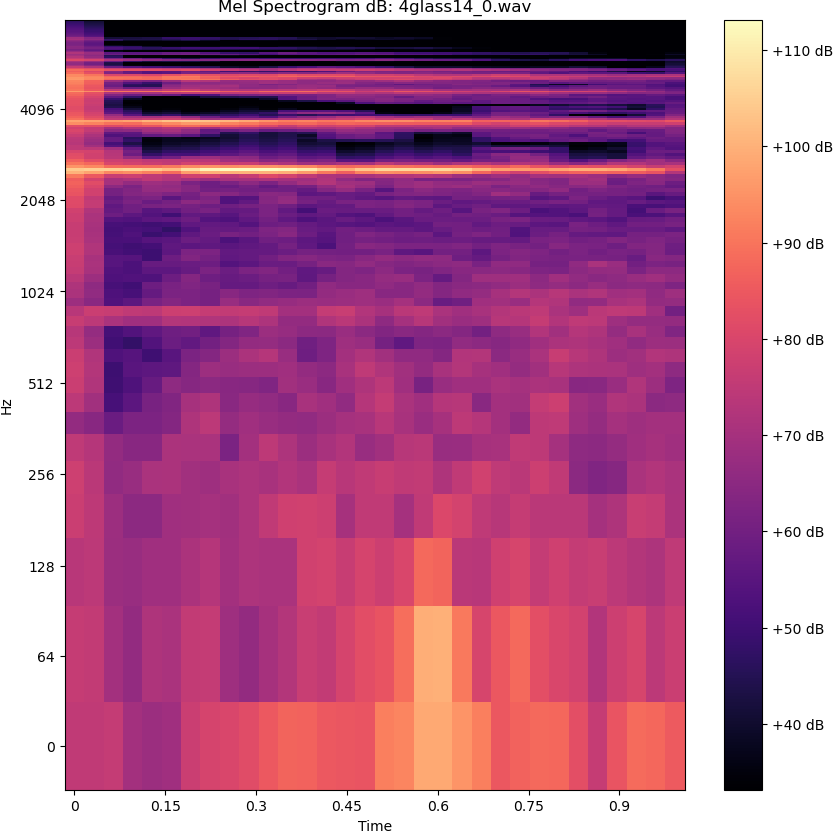 Mel Spectrogram dB: 4glass14_0.wav
+110 dB
4096
+100 dB
2048
+90 dB
1024
+80 dB
512
Hz
+70 dB
256
+60 dB
128
+50 dB
64
+40 dB
0
0 0.15 0.3 0.45 0.6 0.75 0.9
Time